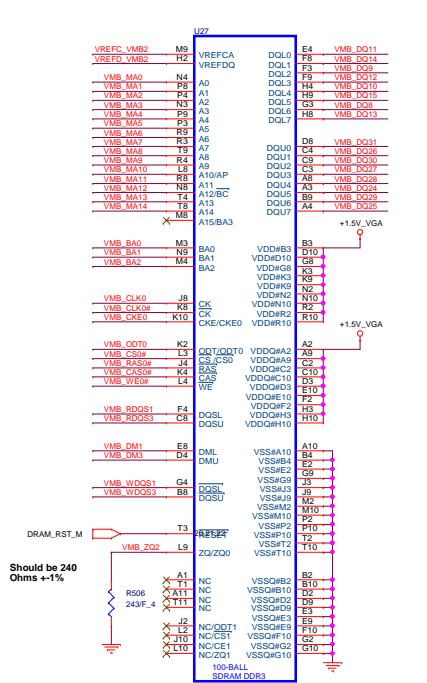 U27
VREFC_VMB2 M9 VREFCA
VREFD_VMB2 H2 VREFDQ
VMB_MA0 N4 A0
VMB_MA1 P8 A1
VMB_MA2 P4 A2
VMB_MA3 N3 A3
VMB_MA4 P9 A4
VMB_MA5 P3 A5
VMB_MA6 R9 A6
VMB_MA7 R3 A7
VMB_MA8 T9 A8
VMB_MA9 R4 A9
VMB_MA10 L8 A10/AP
VMB_MA11 R8 A11
VMB_MA12 N8 A12/BC
VMB_MA13 T4 A13
VMB_MA14 T8 A14
M8 A15/BA3
VMB_BA0 M3 BA0
VMB_BA1 N9 BA1
VMB_BA2 M4 BA2
VMB_CLK0 J8 CK
VMB_CLK0# K8 CK
VMB_CKE0 K10 CKE/CKE0
VMB_ODT0 K2 ODT/ODT0
VMB_CS0# L3 CS/CS0
VMB_RAS0# J4 RAS
VMB_CAS0# K4 CAS
VMB_WE0# L4 WE
VMB_RDQS1 F4 DQSL
VMB_RDQS3 C8 DQSU
VMB_DM1 E8 DML
VMB_DM3 D4 DMU
VMB_WDQS1 G4 DQSL
VMB_WDQS3 B8 DQSU
DRAM_RST_M T3 RESET
VMB_ZQ2 L9 ZQ/ZQ0
Should be 240
Ohms +-1%
R506
243/F_4
A1 NC
T1 NC
A11 NC
T11 NC
J2 NC/ODT1
L2 NC/CS1
J10 NC/CE1
L10 NC/ZQ1
DQL0 E4 VMB_DQ11
DQL1 F8 VMB_DQ14
DQL2 F3 VMB_DQ9
DQL3 F9 VMB_DQ12
DQL4 H4 VMB_DQ10
DQL5 H9 VMB_DQ15
DQL6 G3 VMB_DQ8
DQL7 H8 VMB_DQ13
DQU0 D8 VMB_DQ31
DQU1 C4 VMB_DQ26
DQU2 C9 VMB_DQ30
DQU3 C3 VMB_DQ27
DQU4 A8 VMB_DQ28
DQU5 A3 VMB_DQ24
DQU6 B9 VMB_DQ29
DQU7 A4 VMB_DQ25
+1.5V_VGA
VDD#B3 B3
VDD#D10 D10
VDD#G8 G8
VDD#K3 K3
VDD#K9 K9
VDD#N2 N2
VDD#N10 N10
VDD#R2 R2
VDD#R10 R10
+1.5V_VGA
VDDQ#A2 A2
VDDQ#A9 A9
VDDQ#C2 C2
VDDQ#C10 C10
VDDQ#D3 D3
VDDQ#E10 E10
VDDQ#F2 F2
VDDQ#H3 H3
VDDQ#H10 H10
VSS#A10 A10
VSS#B4 B4
VSS#E2 E2
VSS#G9 G9
VSS#J3 J3
VSS#J9 J9
VSS#M2 M2
VSS#M10 M10
VSS#P2 P2
VSS#P10 P10
VSS#T2 T2
VSS#T10 T10
VSSQ#B2 B2
VSSQ#B10 B10
VSSQ#D2 D2
VSSQ#D9 D9
VSSQ#E3 E3
VSSQ#E9 E9
VSSQ#F10 F10
VSSQ#G2 G2
VSSQ#G10 G10
100-BALL
SDRAM DDR3